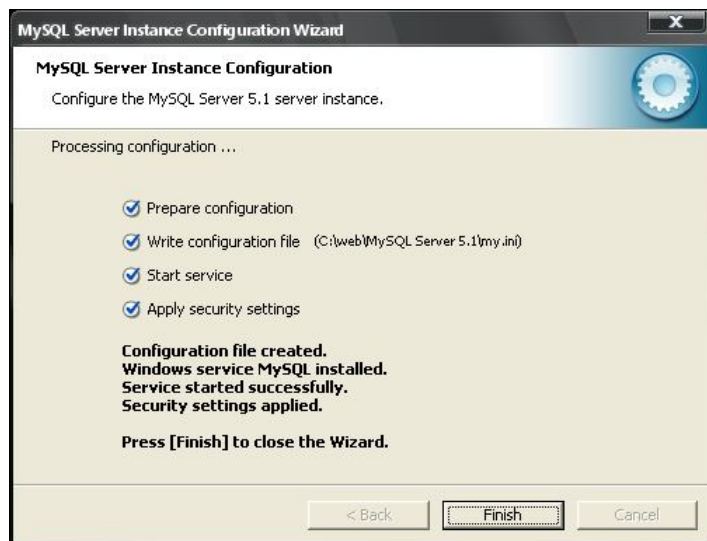 MySQL Server Instance Configuration Wizard
X
MySQL Server Instance Configuration
Configure the MySQL Server 5.1 server instance.
Processing configuration ...
Prepare configuration
Write configuration file (C:\web\MySQL Server 5.1\my.ini)
Start service
Apply security settings
Configuration file created.
Windows service MySQL installed.
Service started successfully.
Security settings applied.
Press [Finish] to close the Wizard.
< Back Finish Cancel